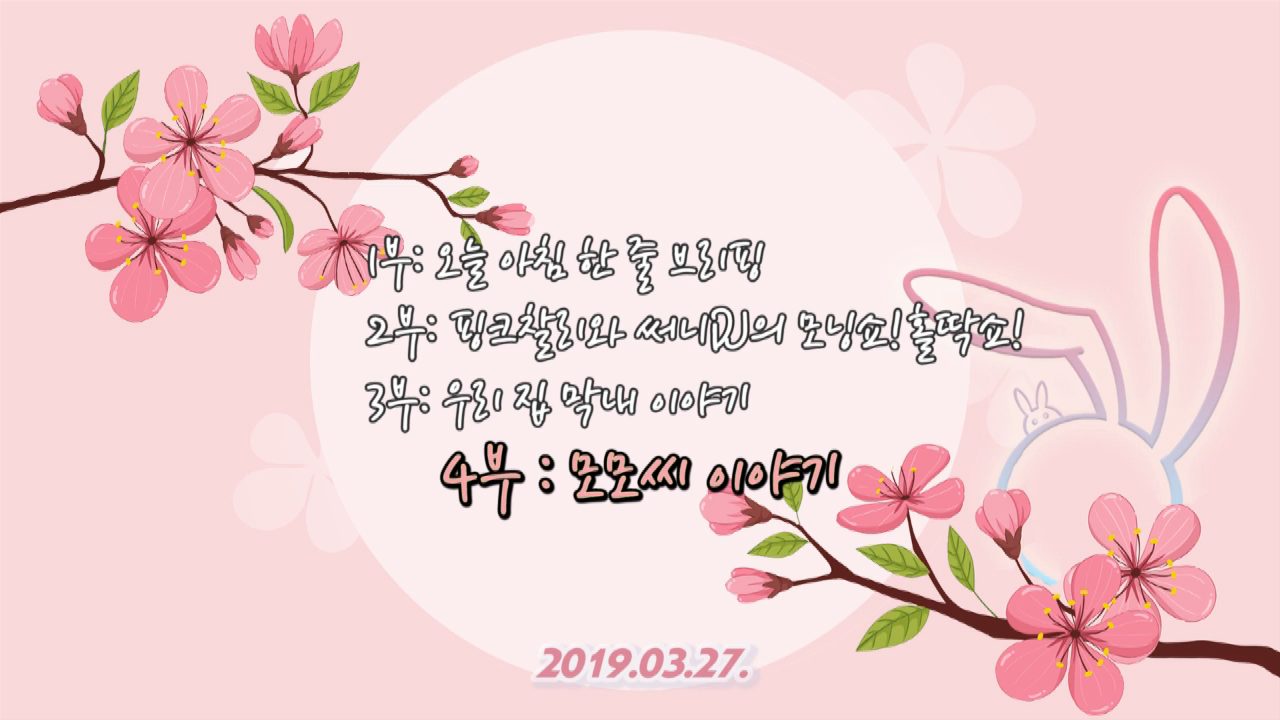 1부: 오늘 아침 한 줄 브리핑
2부: 핑크찰리와 써니DJ의 모닝쇼! 홀딱쇼!
3부: 우리 집 막내 이야기
4부 : 모모씨 이야기
2019.03.27.